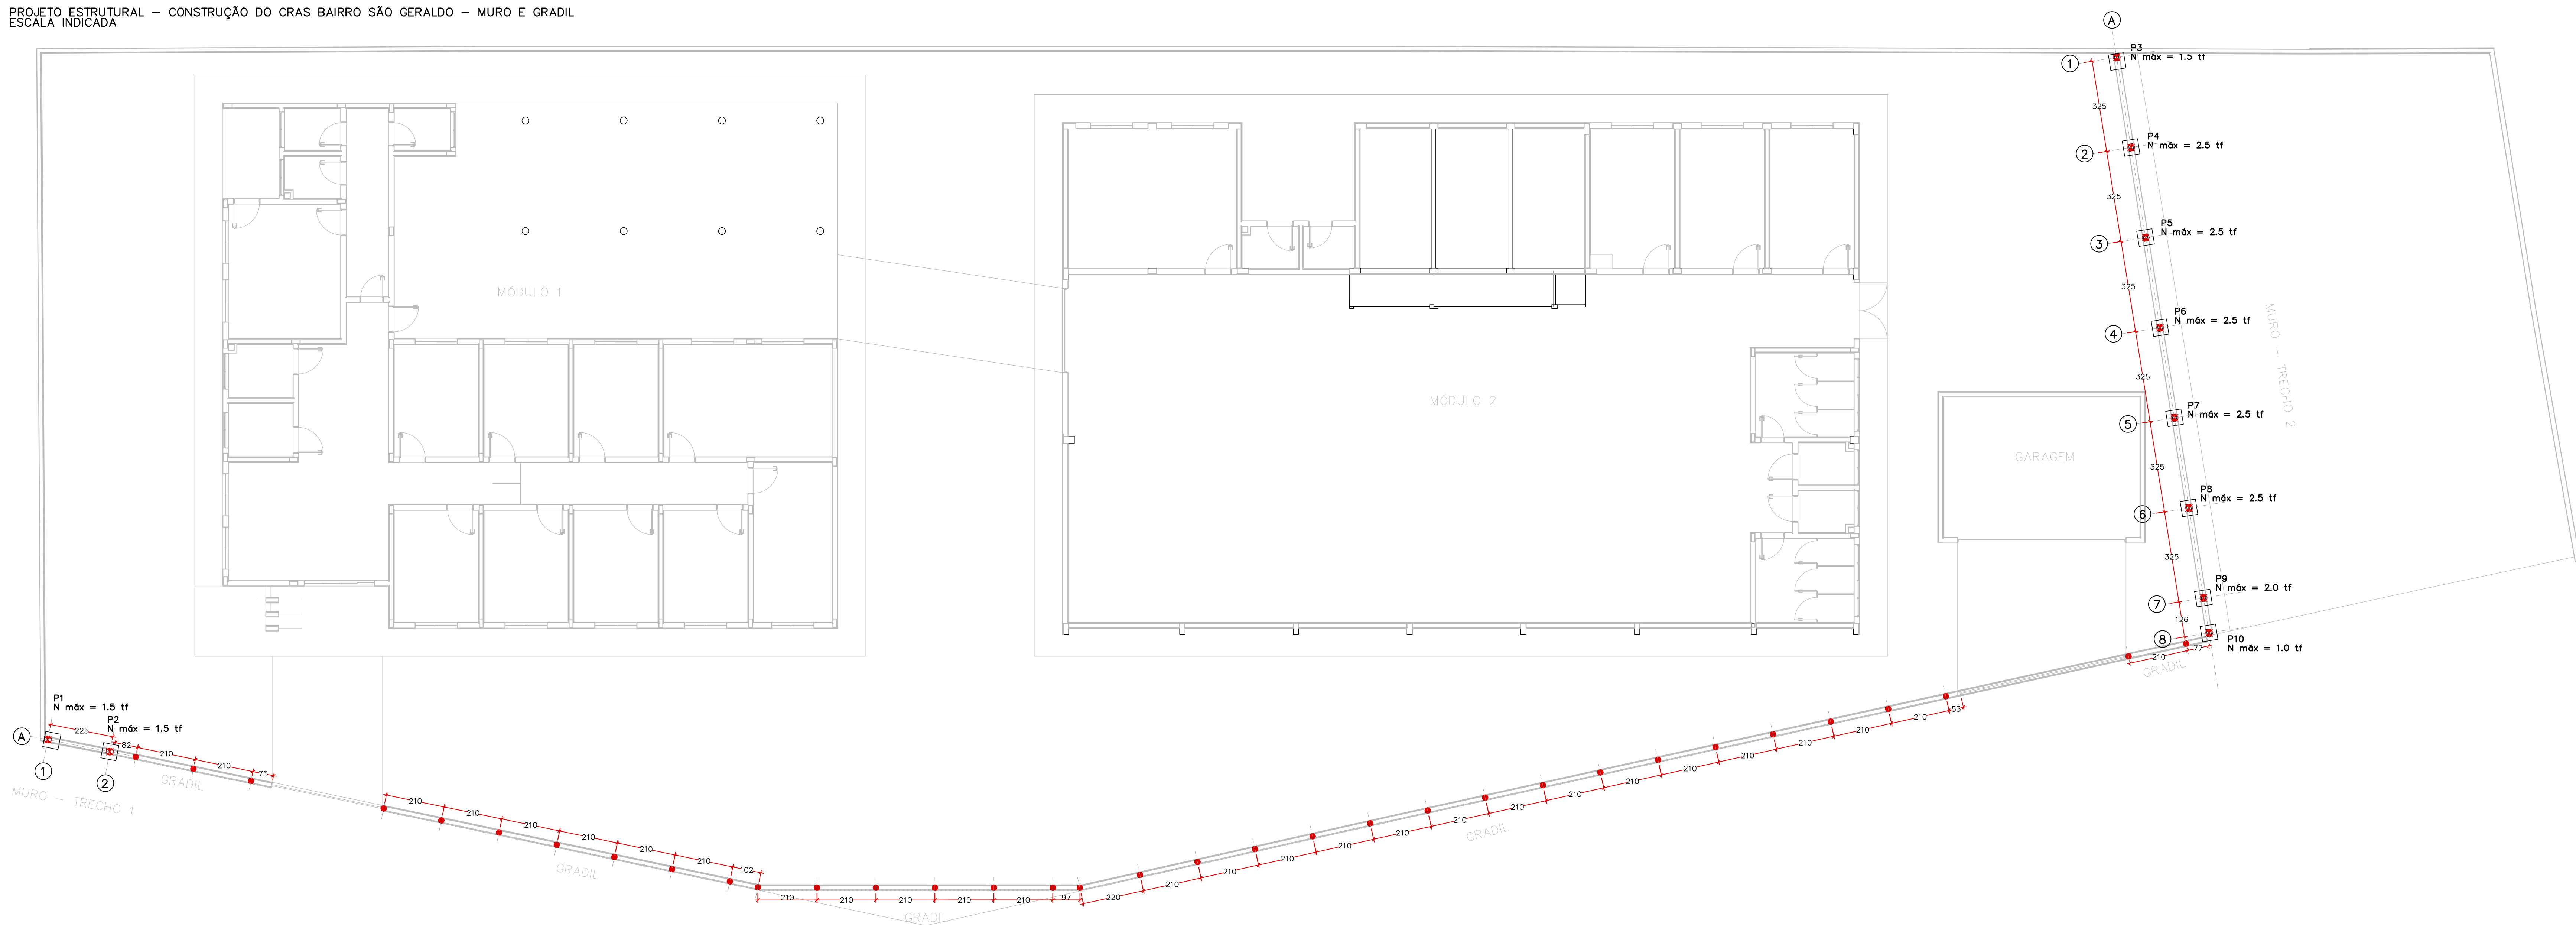 PROJETO ESTRUTURAL – CONSTRUÇÃO DO CRAS BAIRRO SÃO GERALDO – MURO E GRADIL
ESCALA INDICADA
A
P3
N máx = 1.5 tf
1
325
P4
N máx = 2.5 tf
2
325
P5
N máx = 2.5 tf
3
325
MÓDULO 1
P6
N máx = 2.5 tf
4
MURO – TRECHO 2
325
MÓDULO 2
P7
N máx = 2.5 tf
5
GARAGEM
325
P8
N máx = 2.5 tf
6
325
P9
N máx = 2.0 tf
7
126
8
P10
N máx = 1.0 tf
77
210
GRADIL
P1
N máx = 1.5 tf
P2
N máx = 1.5 tf
A
225
82
210
210
75
1
2
GRADIL
MURO – TRECHO 1
210
210
210
210
210
210
102
GRADIL
210
210
210
210
210
97
GRADIL
220
210
210
210
210
210
210
210
210
210
210
210
210
210
210
53
GRADIL